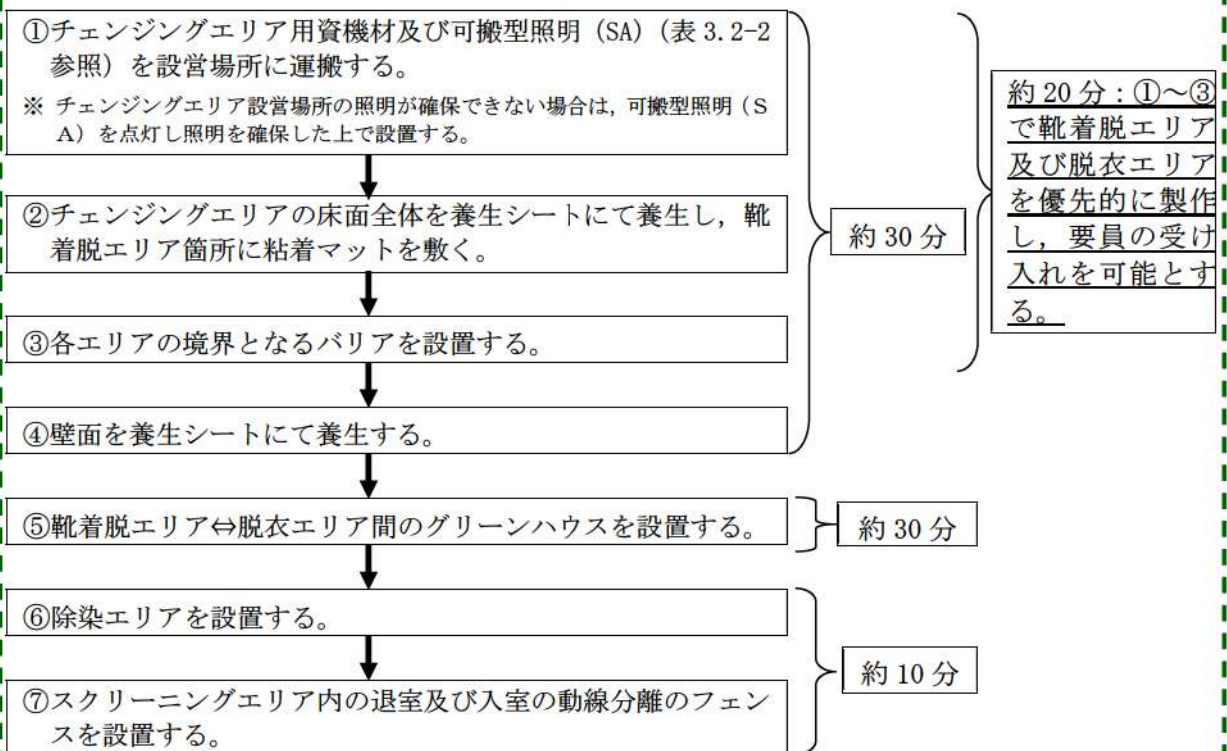 ①チェンジングエリア用資機材及び可搬型照明（SA）（表 3.2-2
参照）を設営場所に運搬する。
※ チェンジングエリア設営場所の照明が確保できない場合は，可搬型照明（S
A）を点灯し照明を確保した上で設置する。
②チェンジングエリアの床面全体を養生シートにて養生し，靴
着脱エリア箇所に粘着マットを敷く。
③各エリアの境界となるバリアを設置する。
④壁面を養生シートにて養生する。
約 30 分
約 20 分：①～③
で靴着脱エリア
及び脱衣エリア
を優先的に製作
し，要員の受け
入れを可能とす
る。
⑤靴着脱エリア⇔脱衣エリア間のグリーンハウスを設置する。
約 30 分
⑥除染エリアを設置する。
⑦スクリーニングエリア内の退室及び入室の動線分離のフェン
スを設置する。
約 10 分